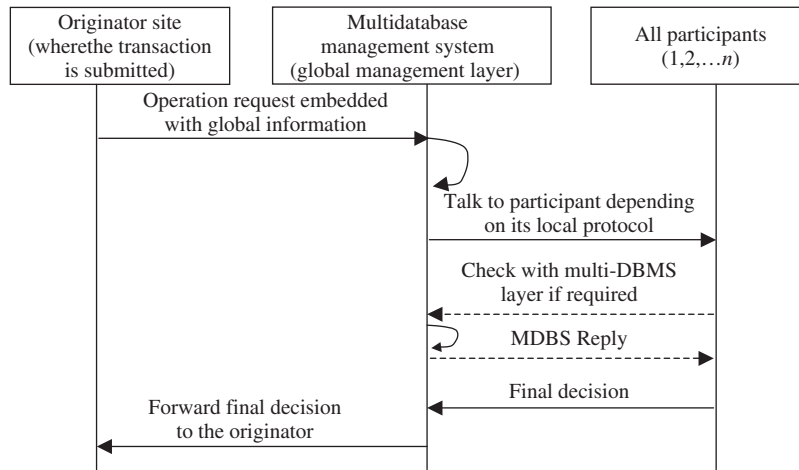 Originator site
(wherethe transaction
is submitted)
Multidatabase
management system
(global management layer)
All participants
(1,2,…n)
Operation request embedded
with global information
Talk to participant depending
on its local protocol
Check with multi-DBMS
layer if required
MDBS Reply
Final decision
Forward final decision
to the originator